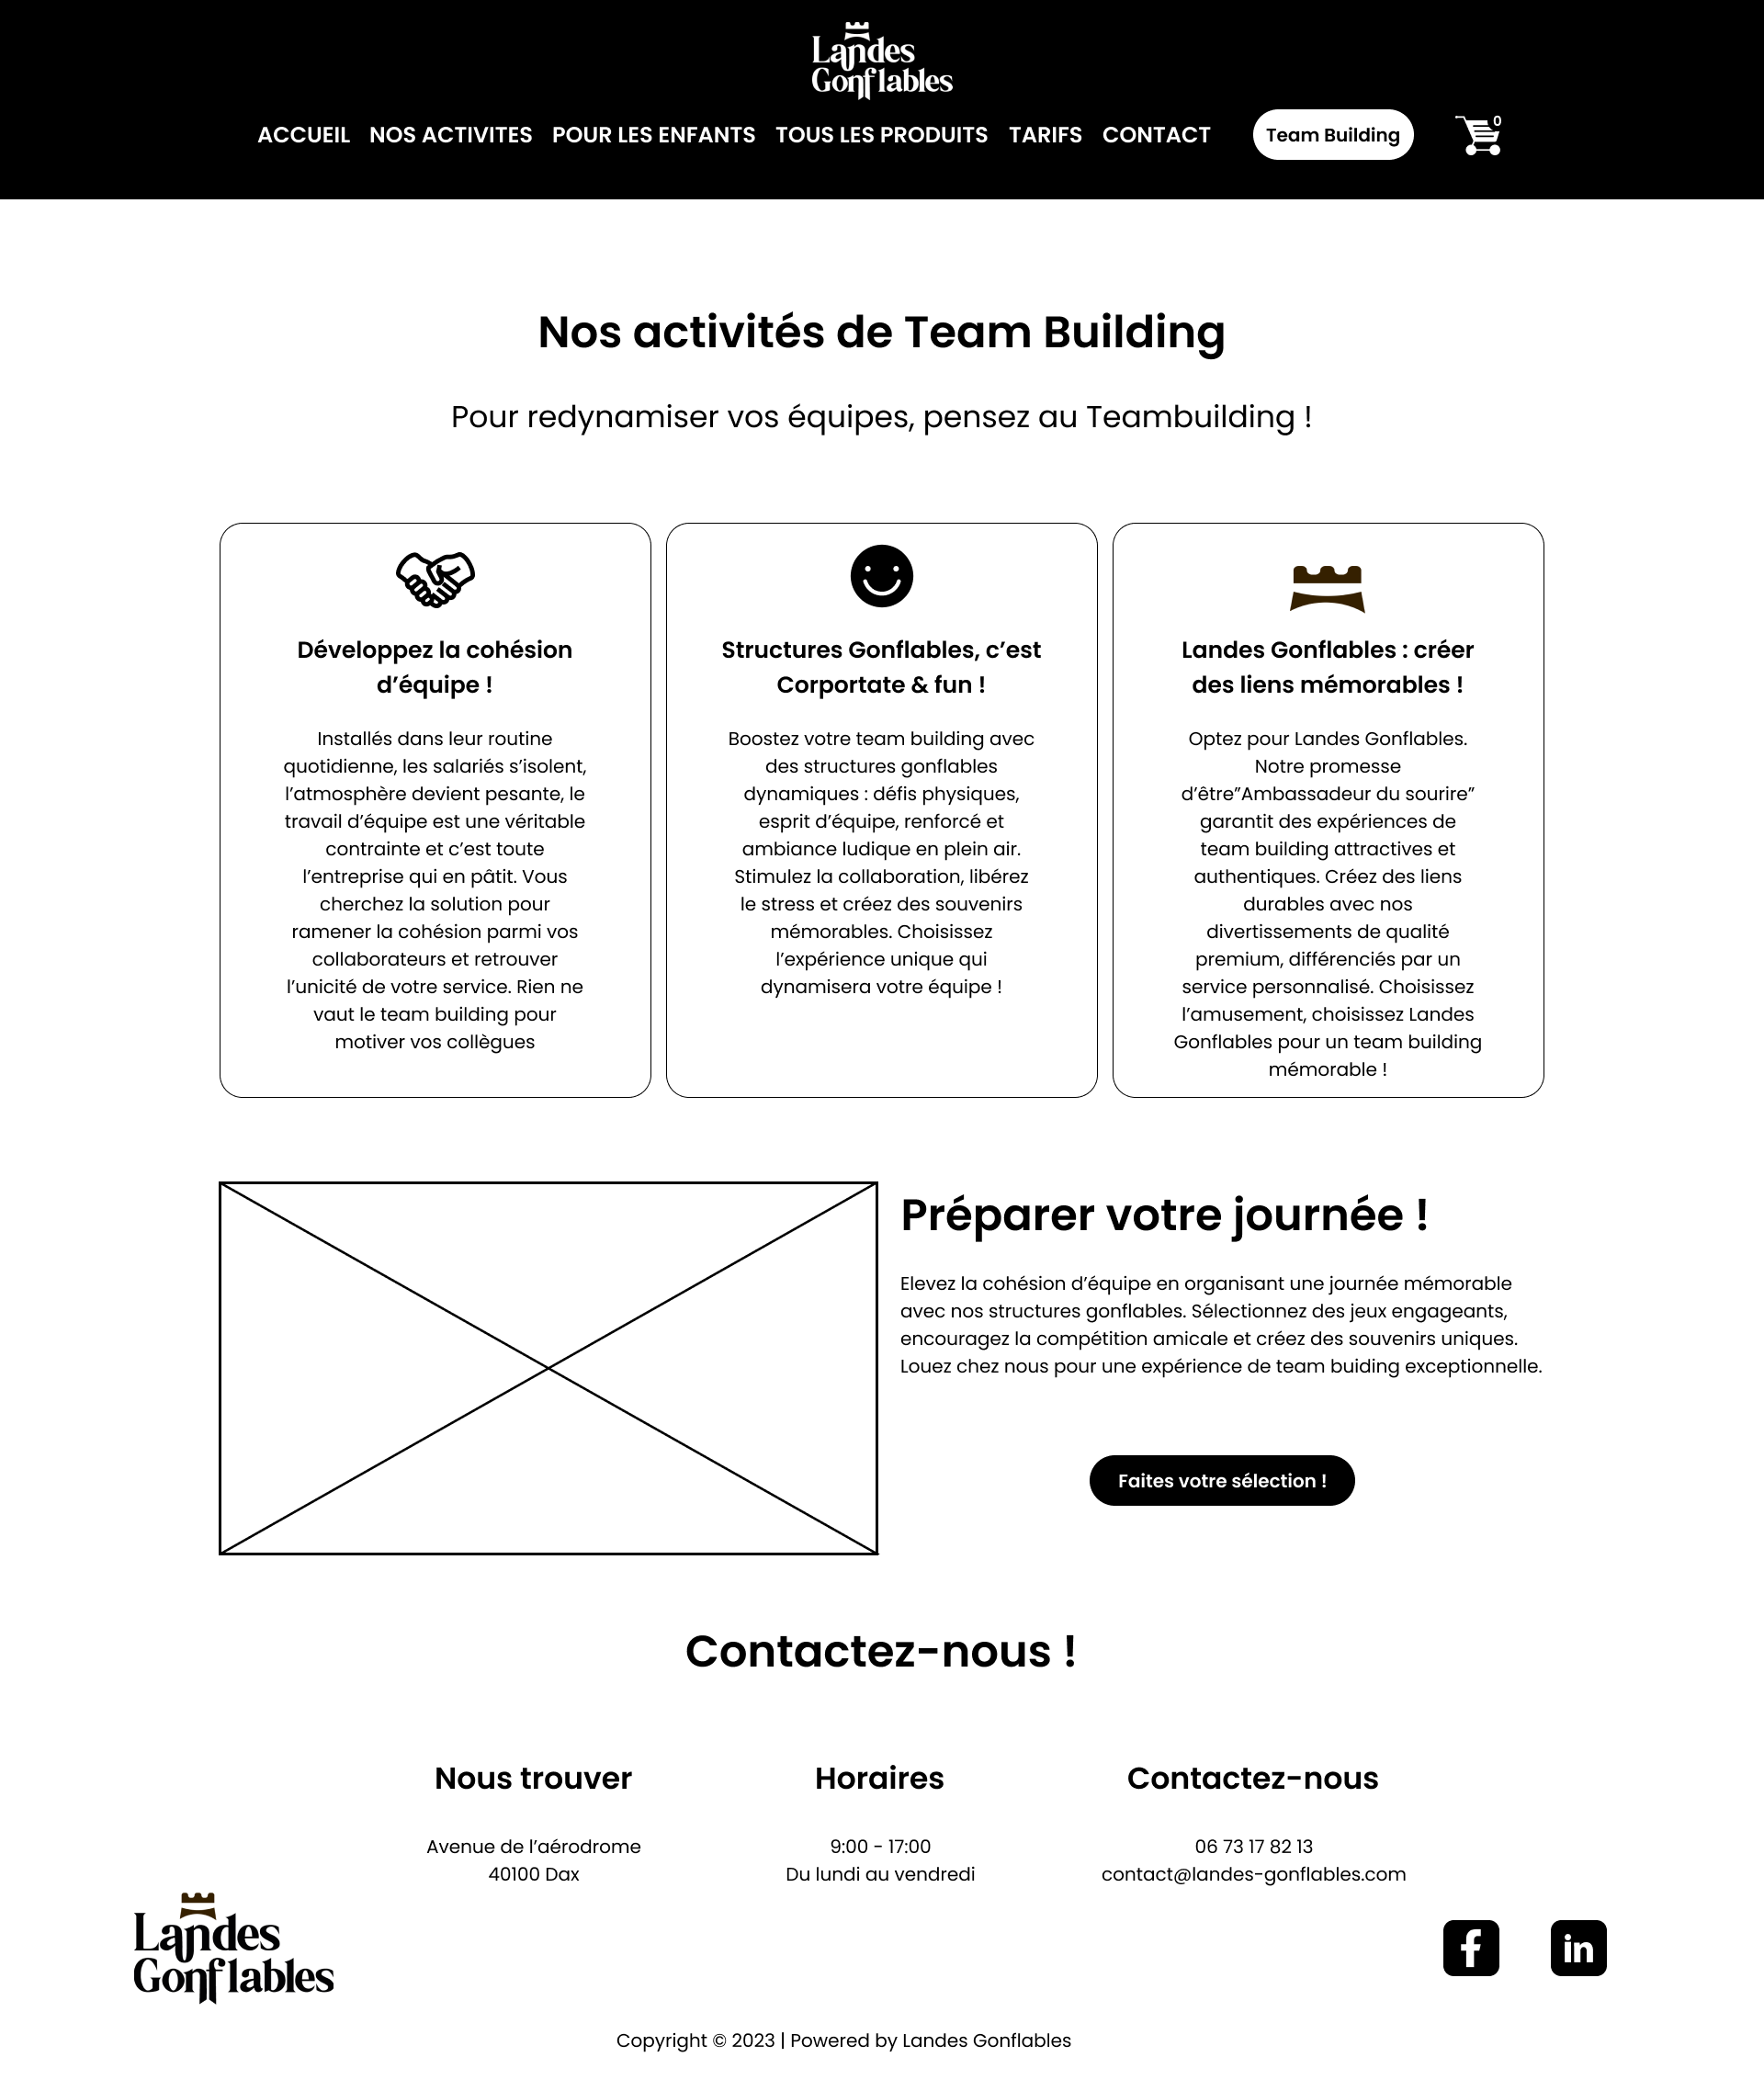 Landes
Gonflables
ACCUEIL NOS ACTIVITES POUR LES ENFANTS TOUS LES PRODUITS TARIFS CONTACT Team Building 0
Nos activités de Team Building
Pour redynamiser vos équipes, pensez au Teambuilding !
Développez la cohésion
d’équipe !
Installés dans leur routine
quotidienne, les salariés s’isolent,
l’atmosphère devient pesante, le
travail d’équipe est une véritable
contrainte et c’est toute
l’entreprise qui en pâtit. Vous
cherchez la solution pour
ramener la cohésion parmi vos
collaborateurs et retrouver
l’unicité de votre service. Rien ne
vaut le team building pour
motiver vos collègues
Structures Gonflables, c’est
Corportate & fun !
Boostez votre team building avec
des structures gonflables
dynamiques : défis physiques,
esprit d’équipe, renforcé et
ambiance ludique en plein air.
Stimulez la collaboration, libérez
le stress et créez des souvenirs
mémorables. Choisissez
l’expérience unique qui
dynamisera votre équipe !
Landes Gonflables : créer
des liens mémorables !
Optez pour Landes Gonflables.
Notre promesse
d’être”Ambassadeur du sourire”
garantit des expériences de
team building attractives et
authentiques. Créez des liens
durables avec nos
divertissements de qualité
premium, différenciés par un
service personnalisé. Choisissez
l’amusement, choisissez Landes
Gonflables pour un team building
mémorable !
Préparer votre journée !
Elevez la cohésion d’équipe en organisant une journée mémorable
avec nos structures gonflables. Sélectionnez des jeux engageants,
encouragez la compétition amicale et créez des souvenirs uniques.
Louez chez nous pour une expérience de team buiding exceptionnelle.
Faites votre sélection !
Contactez-nous !
Nous trouver
Avenue de l’aérodrome
40100 Dax
Horaires
9:00 - 17:00
Du lundi au vendredi
Contactez-nous
06 73 17 82 13
contact@landes-gonflables.com
Landes
Gonflables
f in
Copyright © 2023 | Powered by Landes Gonflables